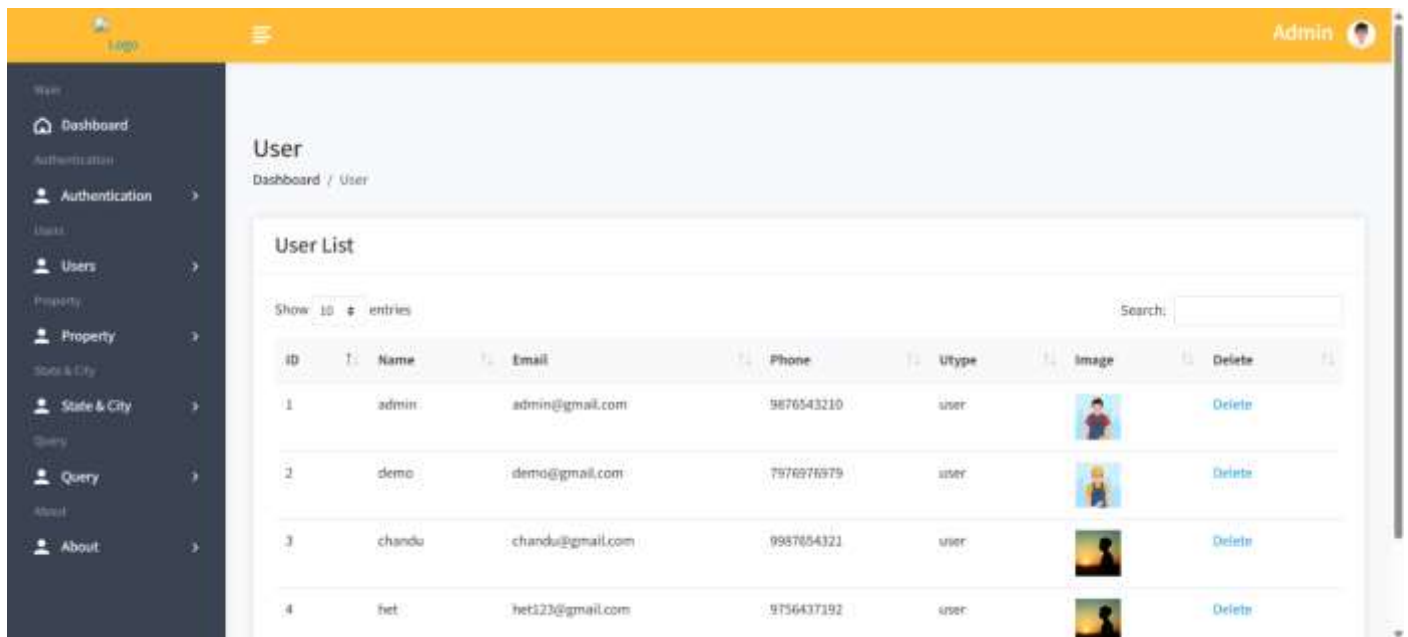 Logo
Admin
Main
Dashboard
Authentication
Authentication
Users
Users
Property
Property
State & City
State & City
Query
Query
About
About
User
Dashboard / User
User List
Show 10 entries
Search:
ID Name Email Phone Utype Image Delete
1 admin admin@gmail.com 9876543210 user Delete
2 demo demo@gmail.com 7976976979 user Delete
3 chandu chandu@gmail.com 9987654321 user Delete
4 het het123@gmail.com 9756437192 user Delete